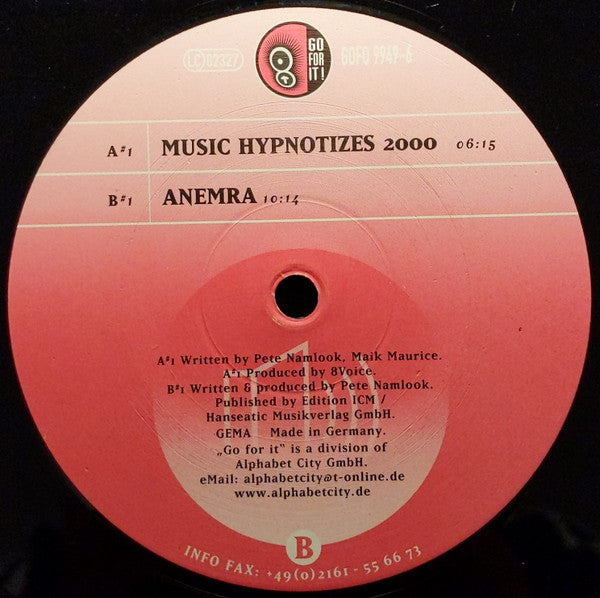 LC 02327
GO FOR IT!
GOFO 9949-6
A#1 MUSIC HYPNOTIZES 2000 06:15
B#1 ANEMRA 10:14
A#1 Written by Pete Namlook, Maik Maurice.
A#1 Produced by 8Voice.
B#1 Written & produced by Pete Namlook.
Published by Edition ICM /
Hanseatic Musikverlag GmbH.
GEMA Made in Germany.
„Go for it" is a division of
Alphabet City GmbH.
eMail: alphabetcity@t-online.de
www.alphabetcity.de
B
INFO FAX: +49(0)2161 - 55 66 73